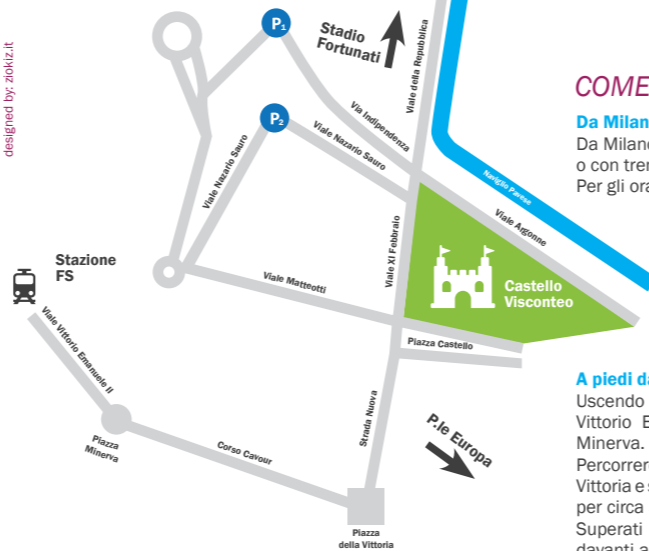 designed by: ziokiz.it
P1
Stadio
Fortunati
Viale della Repubblica
P2
Via Indipendenza
Viale Nazario Sauro
Viale Nazario Sauro
Naviglio Pavese
Viale Argonne
Stazione
FS
Viale Matteotti
Viale XI Febbraio
Castello
Visconteo
Piazza Castello
Viale Vittorio Emanuele II
Piazza
Minerva
Corso Cavour
Strada Nuova
P.le Europa
Piazza
della Vittoria
COME
Da Milan
Da Milano
o con tren
Per gli ora
A piedi da
Uscendo
Vittorio E
Minerva.
Percorrere
Vittoria e s
per circa
Superati
davanti a